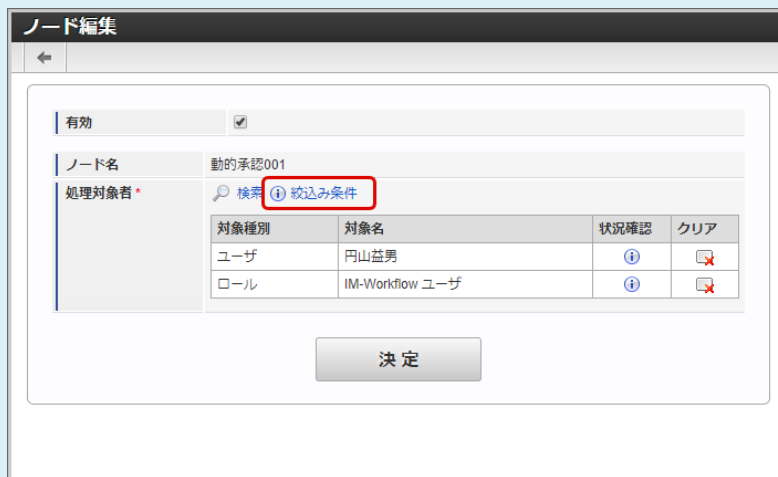 ノード編集
有効
ノード名 動的承認001
処理対象者* 検索 絞込み条件
対象種別 対象名 状況確認 クリア
ユーザ 円山益男
ロール IM-Workflow ユーザ
決定